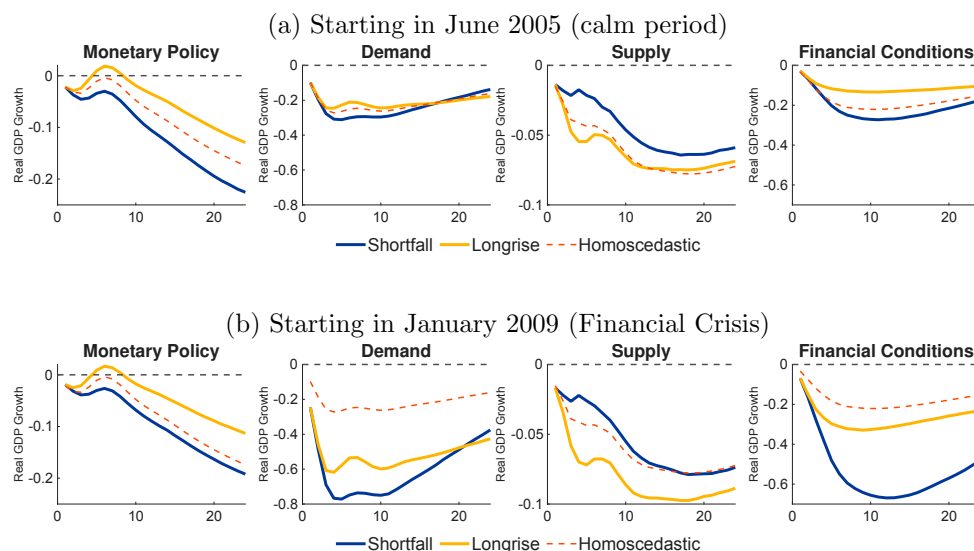 (a) Starting in June 2005 (calm period)
Monetary Policy
Demand
Supply
Financial Conditions
Real GDP Growth
0
-0.1
-0.2
0
10
20
Real GDP Growth
0
-0.2
-0.4
-0.6
-0.8
0
10
20
Real GDP Growth
0
-0.05
-0.1
0
10
20
Real GDP Growth
0
-0.2
-0.4
-0.6
0
10
20
Shortfall Longrise Homoscedastic
(b) Starting in January 2009 (Financial Crisis)
Monetary Policy
Demand
Supply
Financial Conditions
Real GDP Growth
0
-0.1
-0.2
0
10
20
Real GDP Growth
0
-0.2
-0.4
-0.6
-0.8
0
10
20
Real GDP Growth
0
-0.05
-0.1
0
10
20
Real GDP Growth
0
-0.2
-0.4
-0.6
0
10
20
Shortfall Longrise Homoscedastic